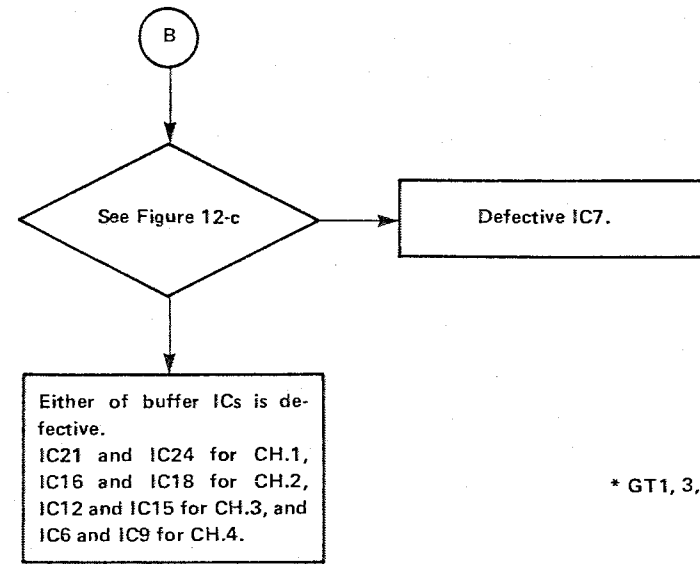 B
See Figure 12-c
Defective IC7.
Either of buffer ICs is de-
fective.
IC21 and IC24 for CH.1,
IC16 and IC18 for CH.2,
IC12 and IC15 for CH.3, and
IC6 and IC9 for CH.4.
* GT1, 3,